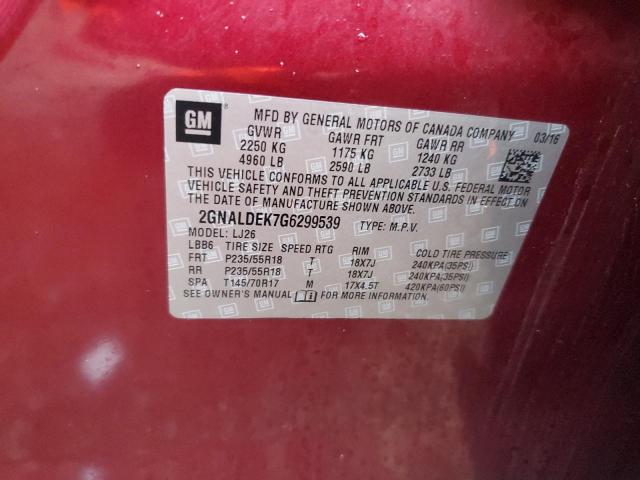 GM
®
MFD BY GENERAL MOTORS OF CANADA COMPANY 03/16
GVWR GAWR FRT GAWR RR
2250 KG 1175 KG 1240 KG
4960 LB 2590 LB 2733 LB
THIS VEHICLE CONFORMS TO ALL APPLICABLE U.S. FEDERAL MOTOR
VEHICLE SAFETY AND THEFT PREVENTION STANDARDS IN EFFECT ON
THE DATE OF MANUFACTURE SHOWN ABOVE.
2GNALDEK7G6299539 TYPE: M.P.V.
MODEL: LJ26
LBB6 TIRE SIZE SPEED RTG RIM COLD TIRE PRESSURE
FRT P235/55R18 T 18X7J 240KPA(35PSI)
RR P235/55R18 T 18X7J 240KPA(35PSI)
SPA T145/70R17 M 17X4.5T 420KPA(60PSI)
SEE OWNER'S MANUAL FOR MORE INFORMATION.